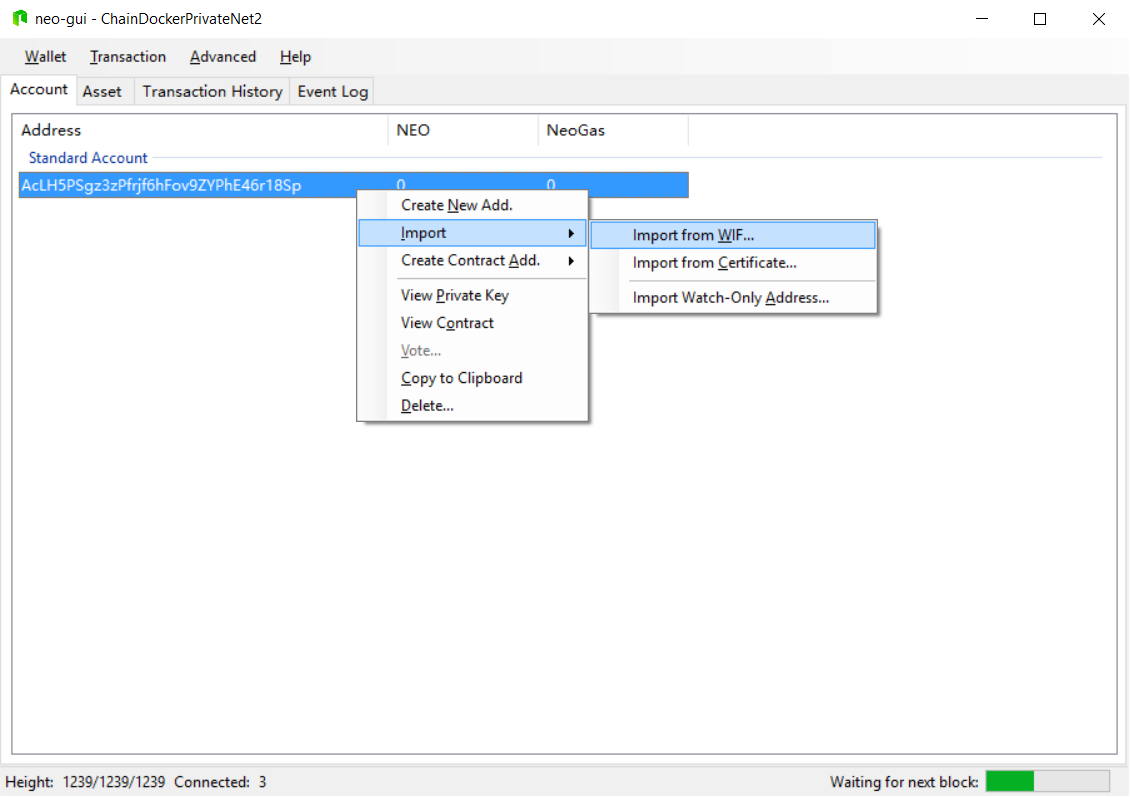 neo-gui - ChainDockerPrivateNet2
Wallet Transaction Advanced Help
Account Asset Transaction History Event Log
Address NEO NeoGas
Standard Account
AcLH5PSgz3zPfrjf6hFov9ZYPhE46r18Sp 0 0
Create New Add.
Import
Create Contract Add.
View Private Key
View Contract
Vote...
Copy to Clipboard
Delete...
Import from WIF...
Import from Certificate...
Import Watch-Only Address...
Height: 1239/1239/1239 Connected: 3 Waiting for next block: